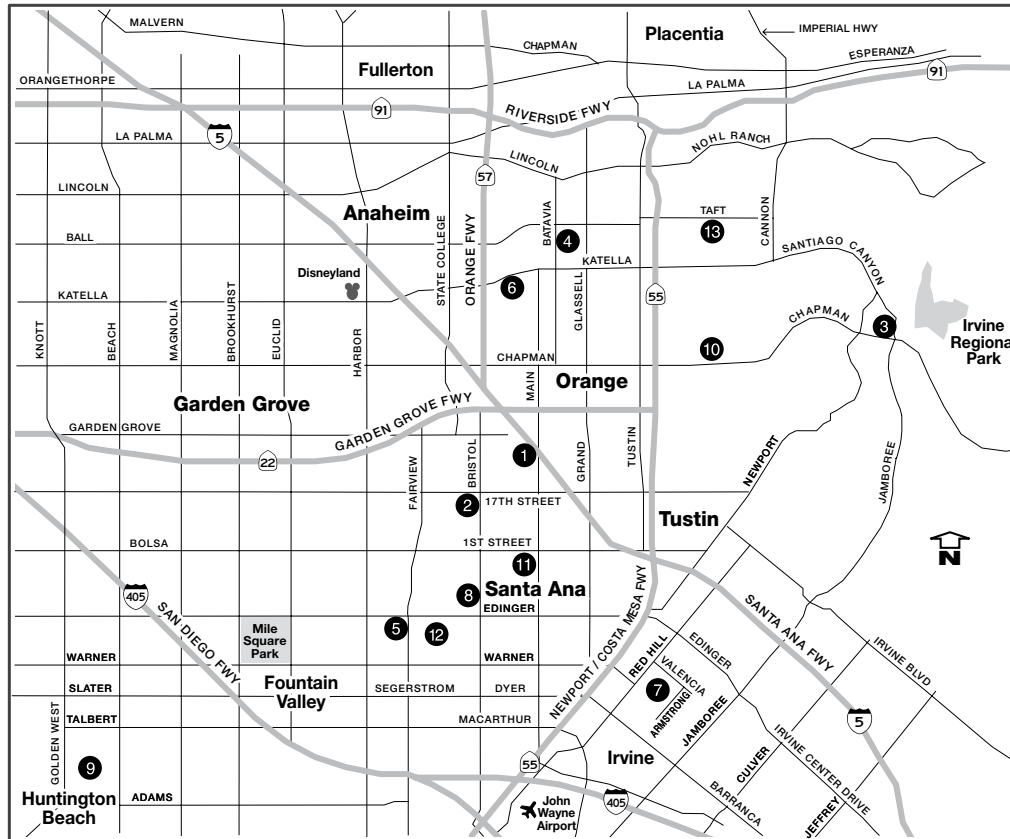 MALVERN
Placentia
IMPERIAL HWY
CHAPMAN
ESPERANZA
Fullerton
ORANGETHORPE
LA PALMA
91
91
RIVERSIDE FWY
LA PALMA
5
NOHL RANCH
LINCOLN
57
LINCOLN
Anaheim
STATE COLLEGE
ORANGE FWY
BATAVIA
TAFT
CANNON
BALL
4
13
SANTIAGO CANYON
KATELLA
Disneyland
6
GLASSELL
55
KATELLA
KNOTT
BEACH
MAGNOLIA
BROOKHURST
EUCLID
HARBOR
CHAPMAN
3
Irvine
Regional
Park
CHAPMAN
10
MAIN
Orange
Garden Grove
GARDEN GROVE FWY
GARDEN GROVE
22
FAIRVIEW
BRISTOL
1
GRAND
TUSTIN
NEWPORT
JAMBOREE
2
17TH STREET
Tustin
BOLSA
1ST STREET
N
11
405
8
Santa Ana
EDINGER
SAN DIEGO FWY
Mile
Square
Park
5
12
NEWPORT / COSTA MESA FWY
SANTA ANA FWY
IRVINE BLVD
WARNER
WARNER
RED HILL
VALENCIA
EDINGER
SLATER
Fountain
Valley
SEGERSTROM
DYER
7
ARMSTRONG
JAMBOREE
TALBERT
MACARTHUR
5
GOLDEN WEST
9
55
Irvine
CULVER
IRVINE CENTER DRIVE
Huntington
Beach
ADAMS
John
Wayne
Airport
405
BARRANCA
JEFFREY